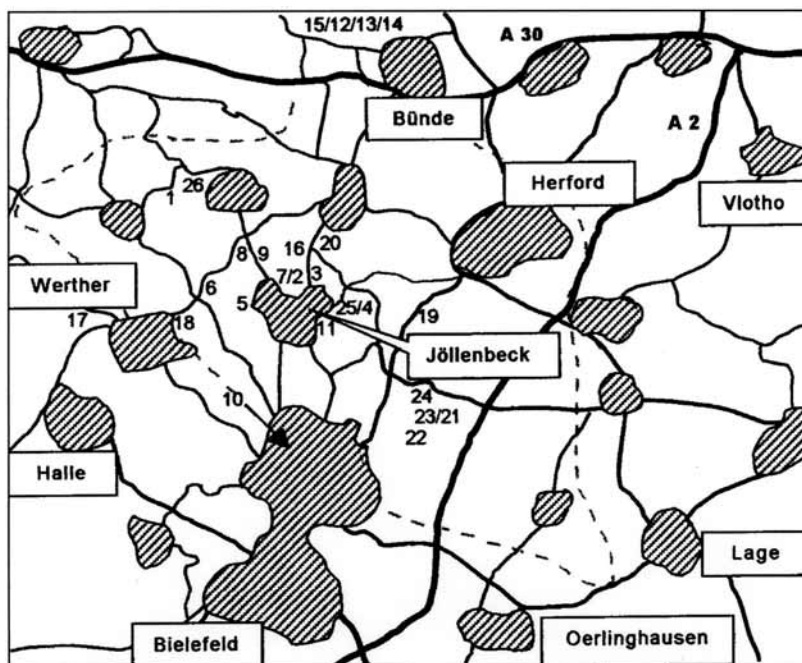 15/12/13/14
A 30
Bünde
A 2
Herford
Vlotho
26
1
16
20
8
9
7/2
3
Werther
6
5
25/4
17
18
11
19
Jöllenbeck
10
24
23/21
22
Halle
Lage
Bielefeld
Oerlinghausen